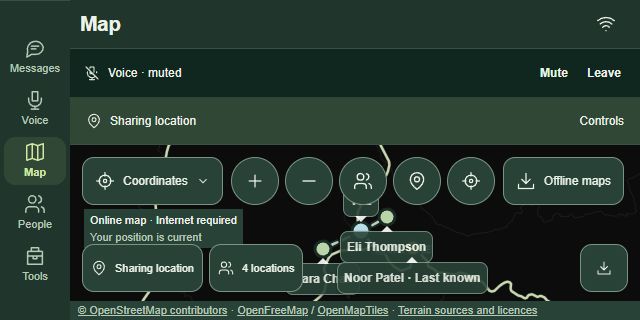 Map
Messages
Voice
Map
People
Tools
Voice · muted
Mute
Leave
Sharing location
Controls
Coordinates
Offline maps
Online map · Internet required
Your position is current
Sharing location
4 locations
Eli Thompson
Noor Patel · Last known
© OpenStreetMap contributors · OpenFreeMap / OpenMapTiles · Terrain sources and licences